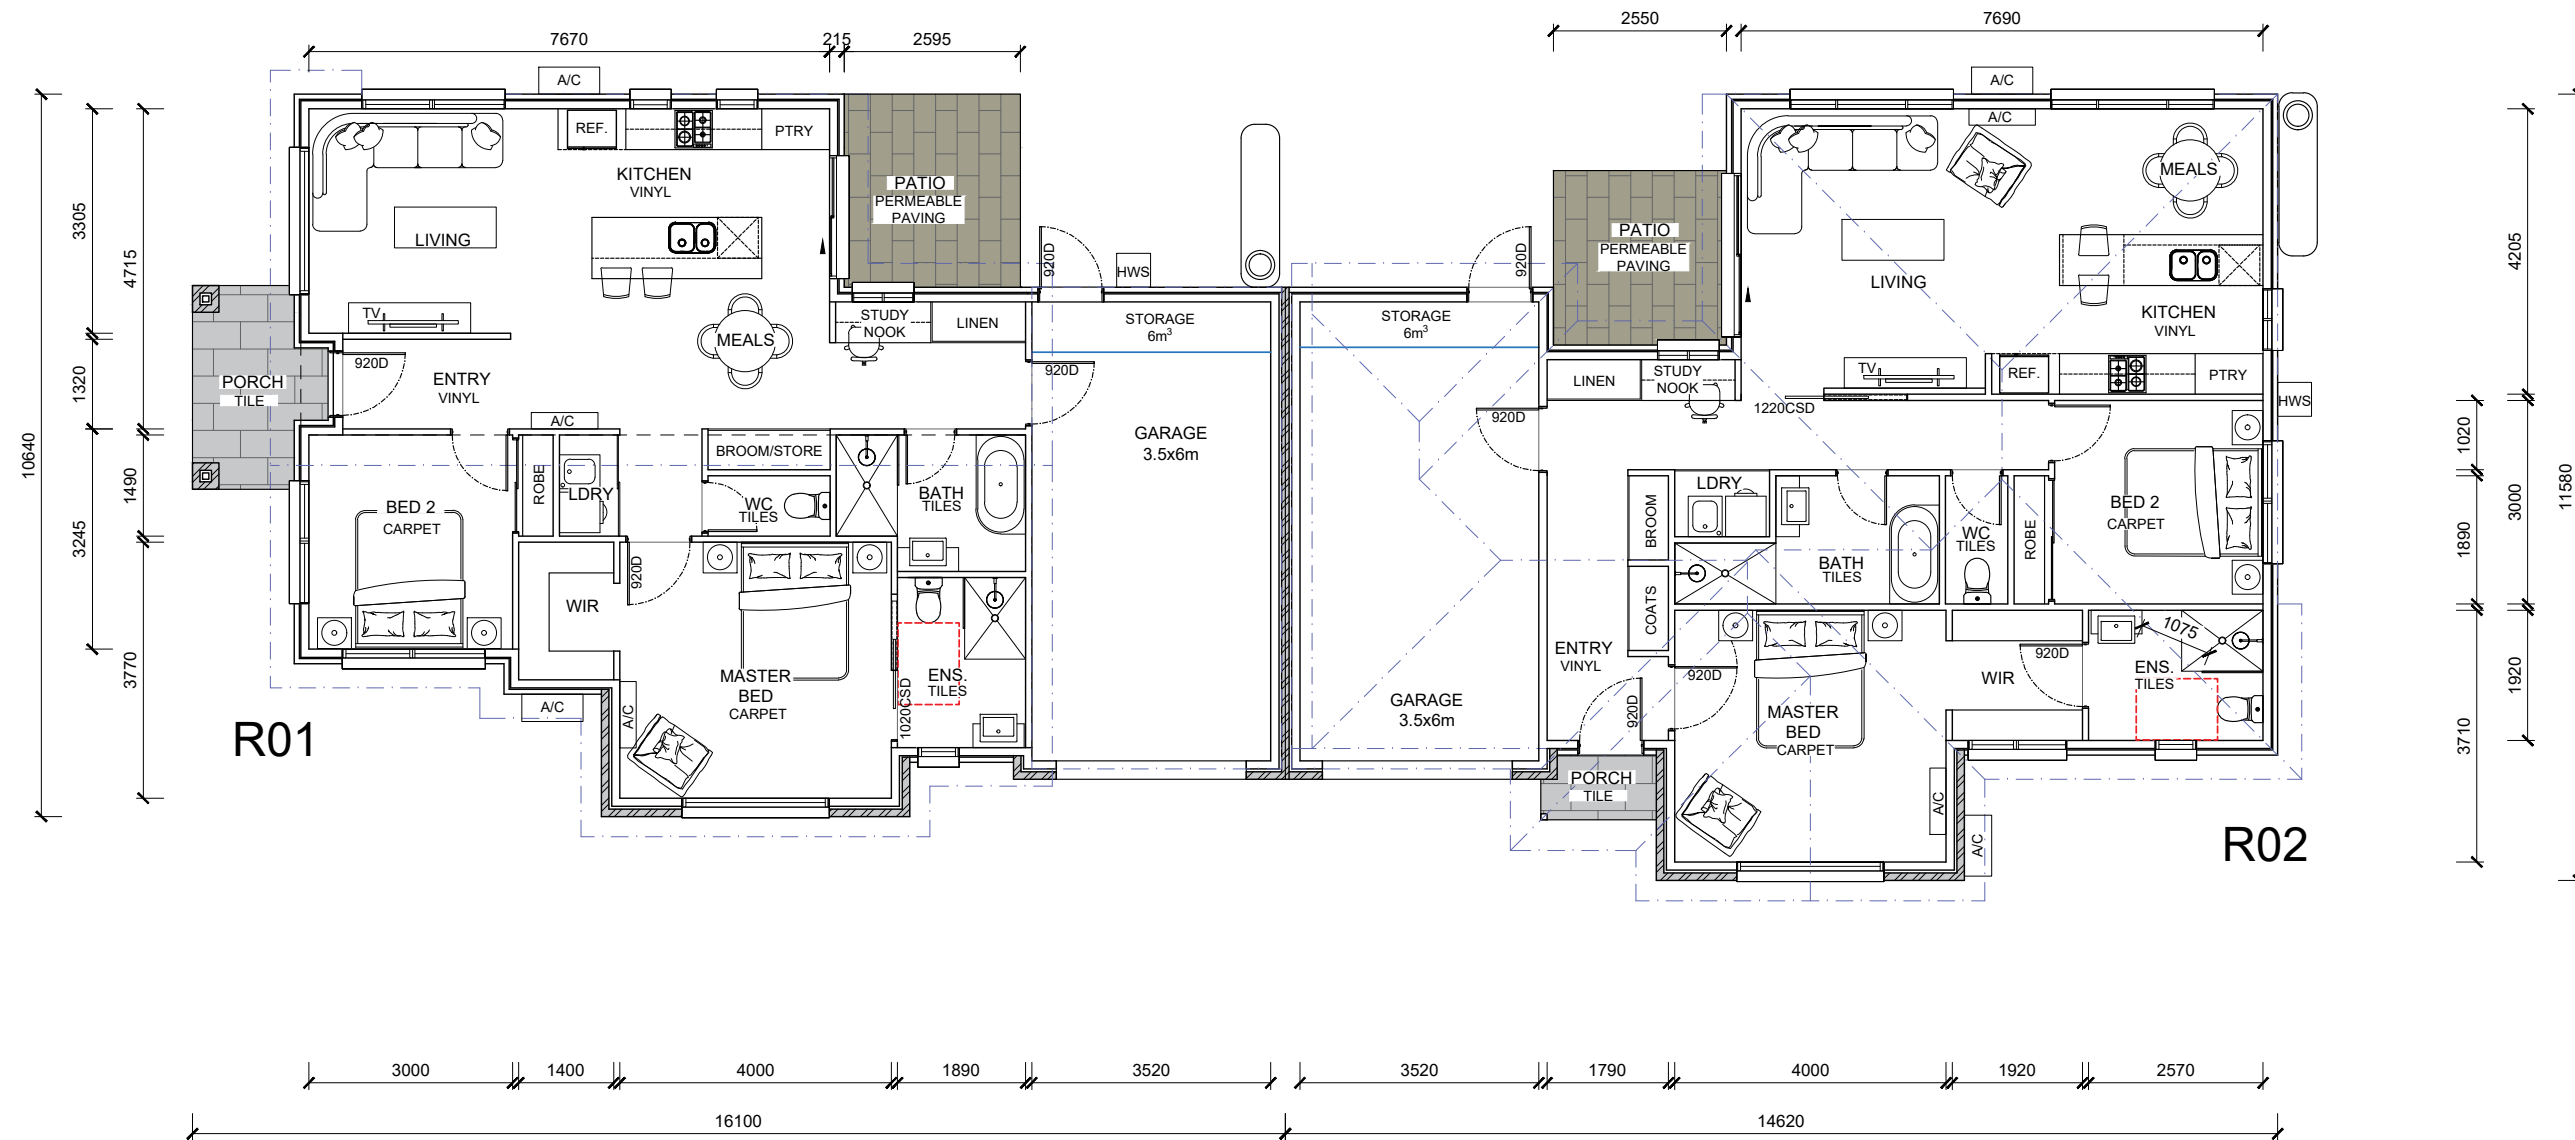 7670
215
2595
2550
7690
A/C
A/C
A/C
REF.
PTRY
KITCHEN
VINYL
PATIO
PERMEABLE
PAVING
LIVING
TV
MEALS
STUDY
NOOK
LINEN
920D
HWS
STORAGE
6m³
920D
PORCH
TILE
920D
ENTRY
VINYL
A/C
BROOM/STORE
GARAGE
3.5x6m
BED 2
CARPET
ROBE
LDRY
WC
TILES
BATH
TILES
WIR
920D
MASTER
BED
CARPET
ENS.
TILES
1020CSD
A/C
A/C
R01
10640
3305
1320
3245
4715
1490
3770
920D
PATIO
PERMEABLE
PAVING
STORAGE
6m³
MEALS
LIVING
KITCHEN
VINYL
TV
REF.
PTRY
HWS
LINEN
STUDY
NOOK
1220CSD
920D
BROOM
LDRY
BATH
TILES
WC
TILES
ROBE
BED 2
CARPET
COATS
ENTRY
VINYL
920D
920D
GARAGE
3.5x6m
MASTER
BED
CARPET
WIR
920D
1075
ENS.
TILES
PORCH
TILE
A/C
A/C
R02
4205
3000
1920
1020
1890
3710
11580
3000
1400
4000
1890
3520
3520
1790
4000
1920
2570
16100
14620